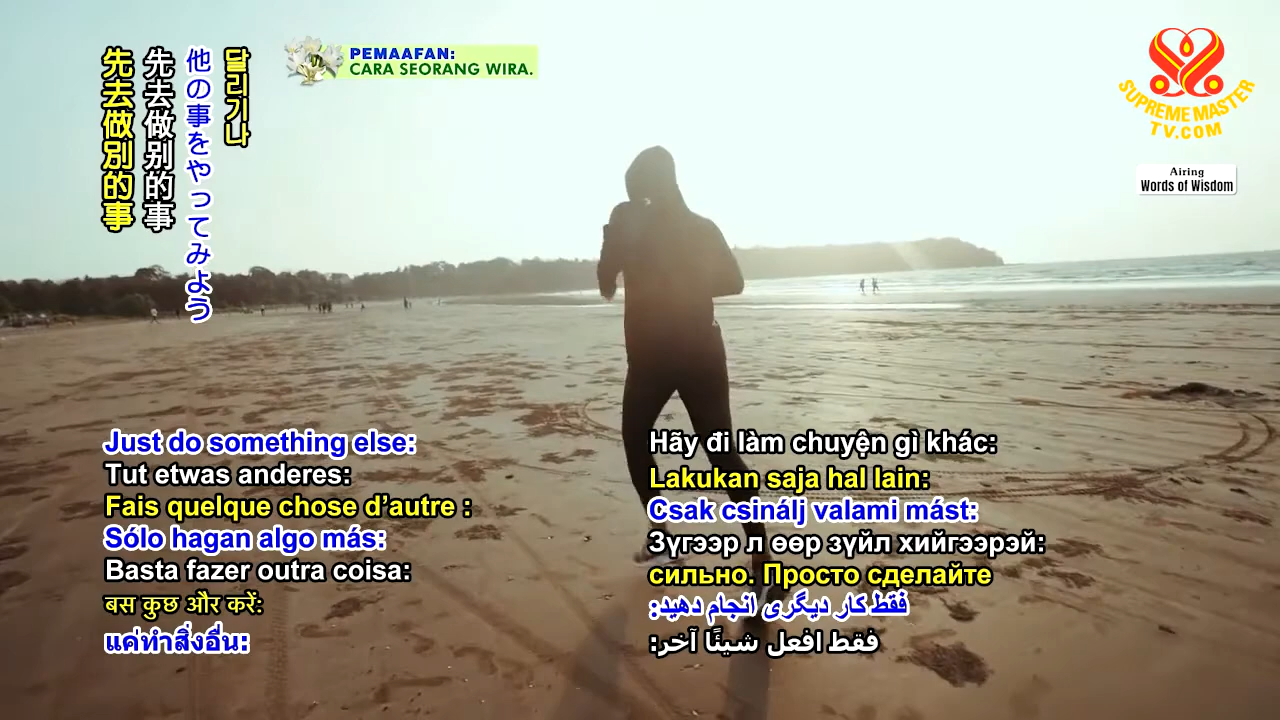 先去做別的事
先去做别的事
他の事をやってみよう
달리기나
PEMAAFAN:
CARA SEORANG WIRA.
SUPREME MASTER
TV.COM
Airing
Words of Wisdom
Just do something else:
Tut etwas anderes:
Fais quelque chose d’autre :
Sólo hagan algo más:
Basta fazer outra coisa:
बस कुछ और करें:
แค่ทำสิ่งอื่น:
Hãy đi làm chuyện gì khác:
Lakukan saja hal lain:
Csak csinálj valami mást:
Зүгээр л өөр зүйл хийгээрэй:
сильно. Просто сделайте
فقط کار دیگری انجام دهید:
فقط افعل شيئًا آخر: